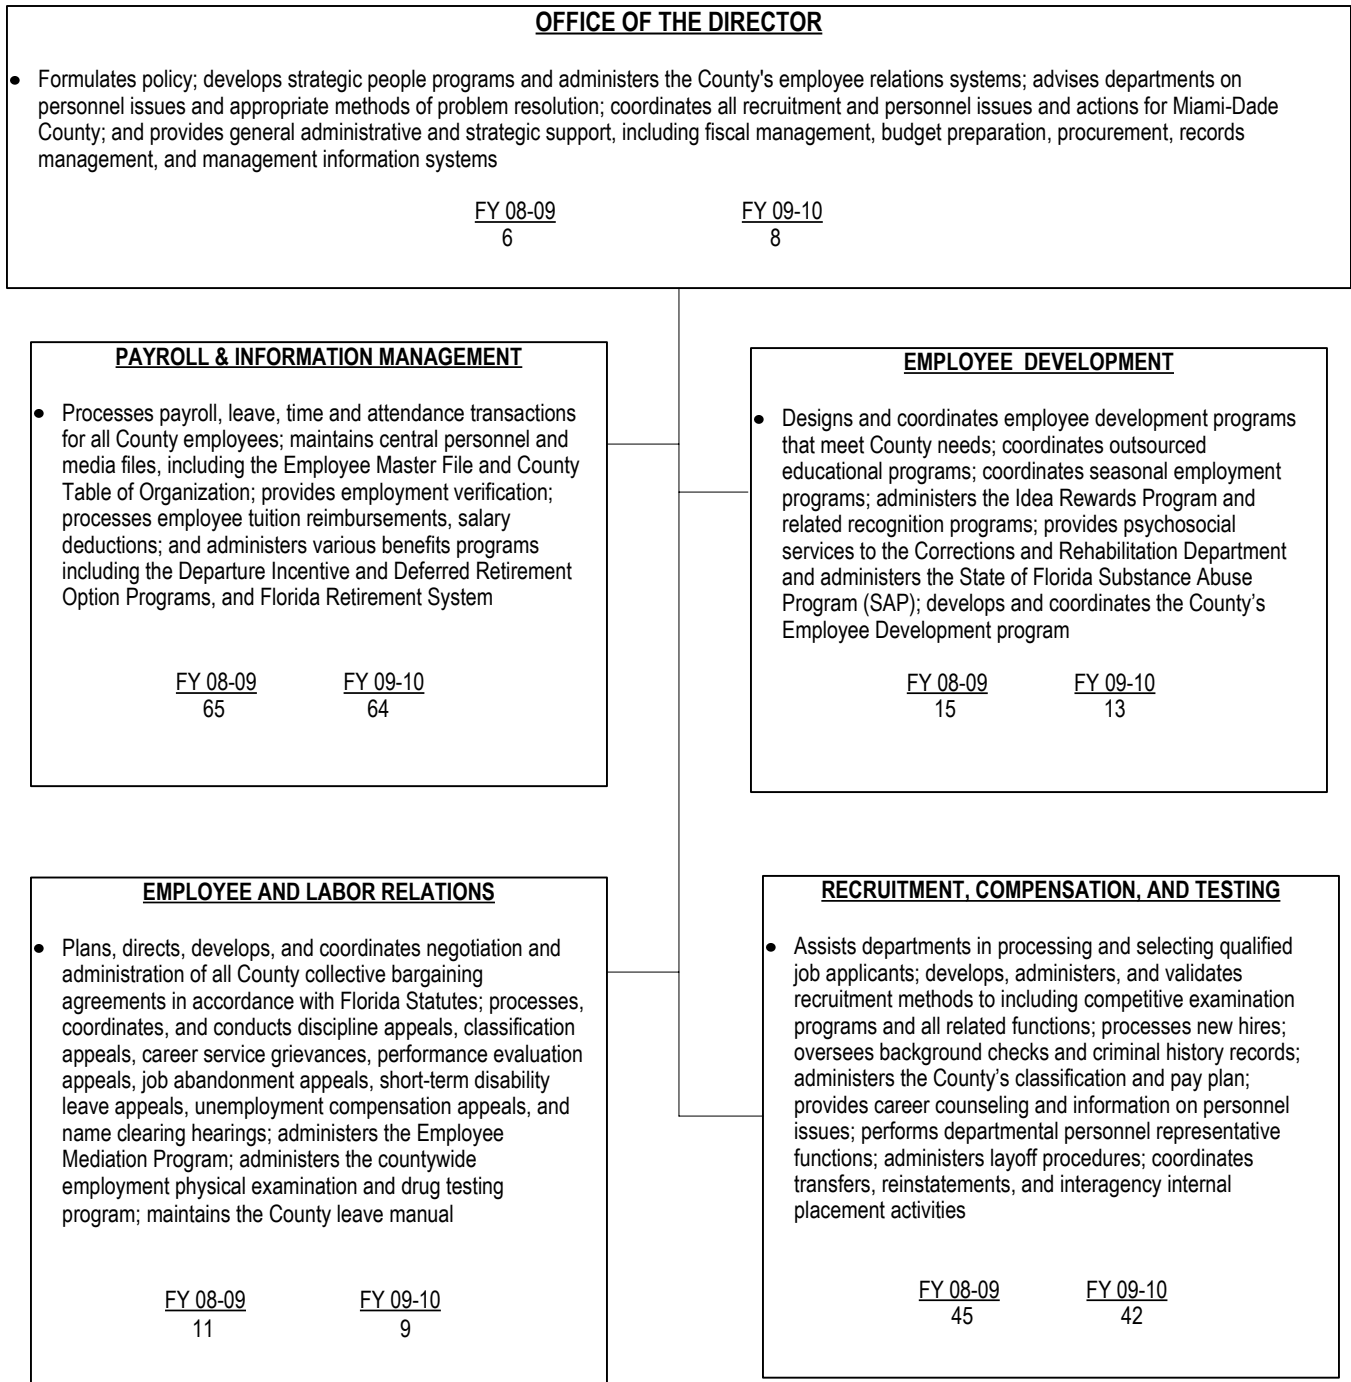 OFFICE OF THE DIRECTOR
● Formulates policy; develops strategic people programs and administers the County's employee relations systems; advises departments on
personnel issues and appropriate methods of problem resolution; coordinates all recruitment and personnel issues and actions for Miami-Dade
County; and provides general administrative and strategic support, including fiscal management, budget preparation, procurement, records
management, and management information systems
FY 08-09 FY 09-10
6 8
PAYROLL & INFORMATION MANAGEMENT
● Processes payroll, leave, time and attendance transactions
for all County employees; maintains central personnel and
media files, including the Employee Master File and County
Table of Organization; provides employment verification;
processes employee tuition reimbursements, salary
deductions; and administers various benefits programs
including the Departure Incentive and Deferred Retirement
Option Programs, and Florida Retirement System
FY 08-09 FY 09-10
65 64
EMPLOYEE DEVELOPMENT
● Designs and coordinates employee development programs
that meet County needs; coordinates outsourced
educational programs; coordinates seasonal employment
programs; administers the Idea Rewards Program and
related recognition programs; provides psychosocial
services to the Corrections and Rehabilitation Department
and administers the State of Florida Substance Abuse
Program (SAP); develops and coordinates the County's
Employee Development program
FY 08-09 FY 09-10
15 13
EMPLOYEE AND LABOR RELATIONS
● Plans, directs, develops, and coordinates negotiation and
administration of all County collective bargaining
agreements in accordance with Florida Statutes; processes,
coordinates, and conducts discipline appeals, classification
appeals, career service grievances, performance evaluation
appeals, job abandonment appeals, short-term disability
leave appeals, unemployment compensation appeals, and
name clearing hearings; administers the Employee
Mediation Program; administers the countywide
employment physical examination and drug testing
program; maintains the County leave manual
FY 08-09 FY 09-10
11 9
RECRUITMENT, COMPENSATION, AND TESTING
● Assists departments in processing and selecting qualified
job applicants; develops, administers, and validates
recruitment methods to including competitive examination
programs and all related functions; processes new hires;
oversees background checks and criminal history records;
administers the County's classification and pay plan;
provides career counseling and information on personnel
issues; performs departmental personnel representative
functions; administers layoff procedures; coordinates
transfers, reinstatements, and interagency internal
placement activities
FY 08-09 FY 09-10
45 42